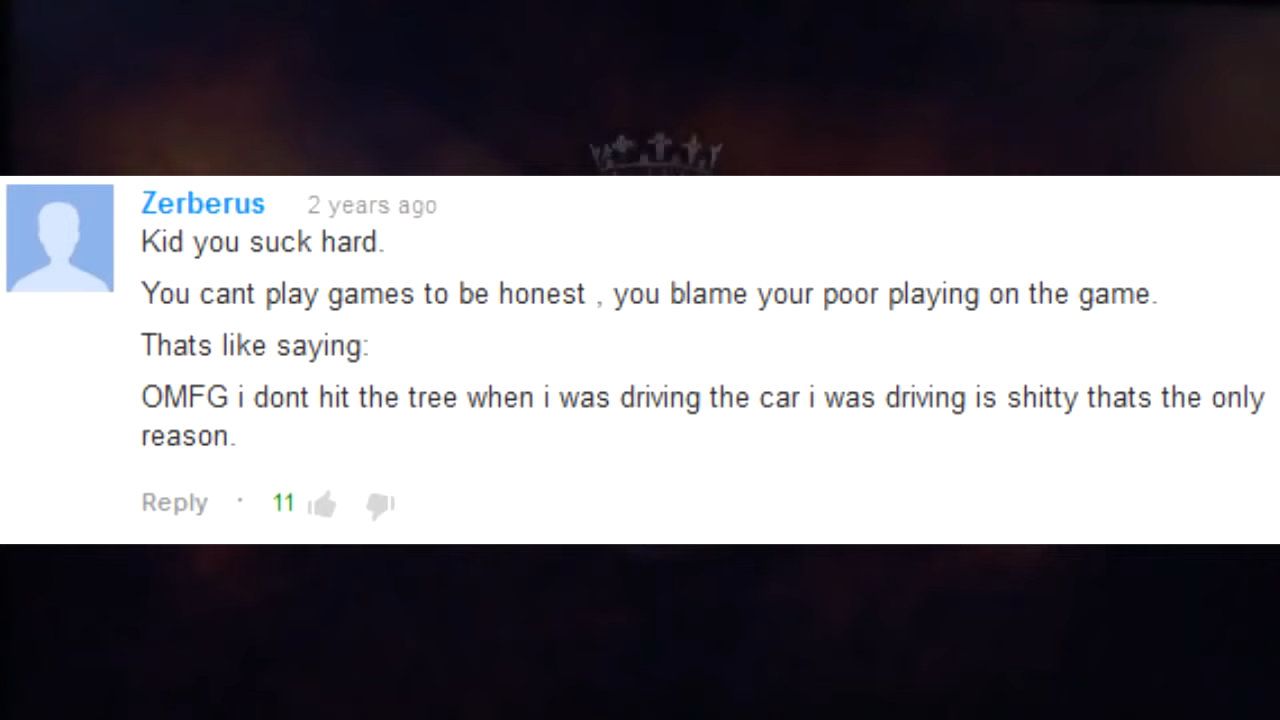 Zerberus 2 years ago
Kid you suck hard.
You cant play games to be honest , you blame your poor playing on the game.
Thats like saying:
OMFG i dont hit the tree when i was driving the car i was driving is shitty thats the only
reason.
Reply · 11